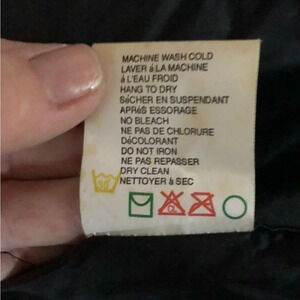 MACHINE WASH COLD
LAVER á LA MACHINE
á L'EAU FROID
HANG TO DRY
SéCHER EN SUSPENDANT
APRéS ESSORAGE
NO BLEACH
NE PAS DE CHLORURE
DéCOLORANT
DO NOT IRON
NE PAS REPASSER
DRY CLEAN
NETTOYER á SEC